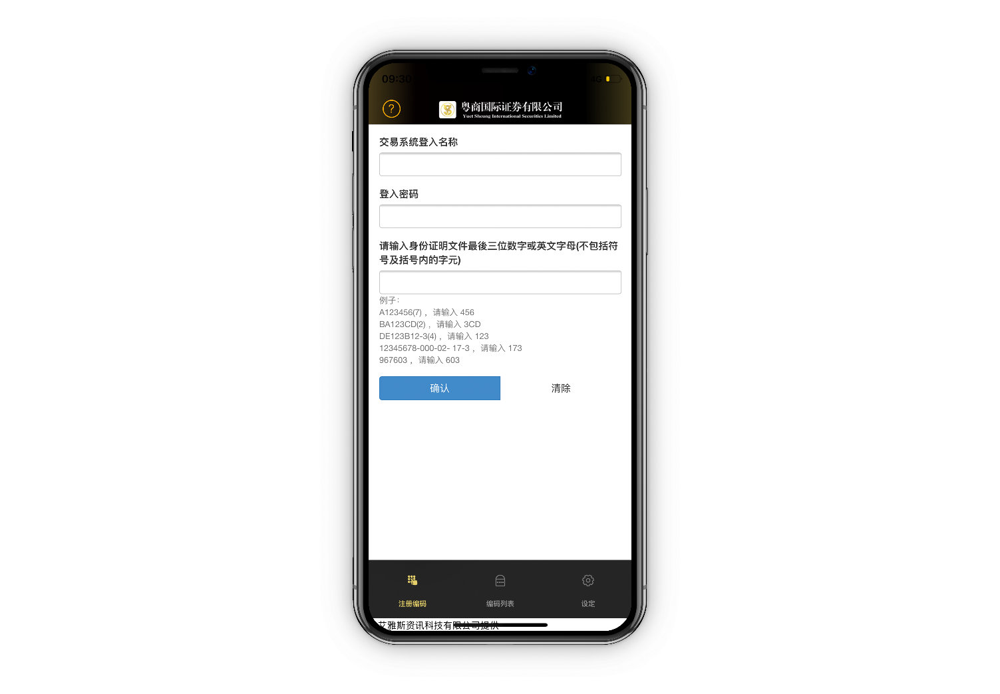 09:30
4G
?
粤商国际证券有限公司
Yuet Sheung International Securities Limited
交易系统登入名称
登入密码
请输入身份证明文件最後三位数字或英文字母(不包括符
号及括号内的字元)
例子：
A123456(7) ，请输入 456
BA123CD(2) ，请输入 3CD
DE123B12-3(4) ，请输入 123
12345678-000-02- 17-3 ，请输入 173
967603 ，请输入 603
确认
清除
注册编码
编码列表
设定
艾雅斯资讯科技有限公司提供